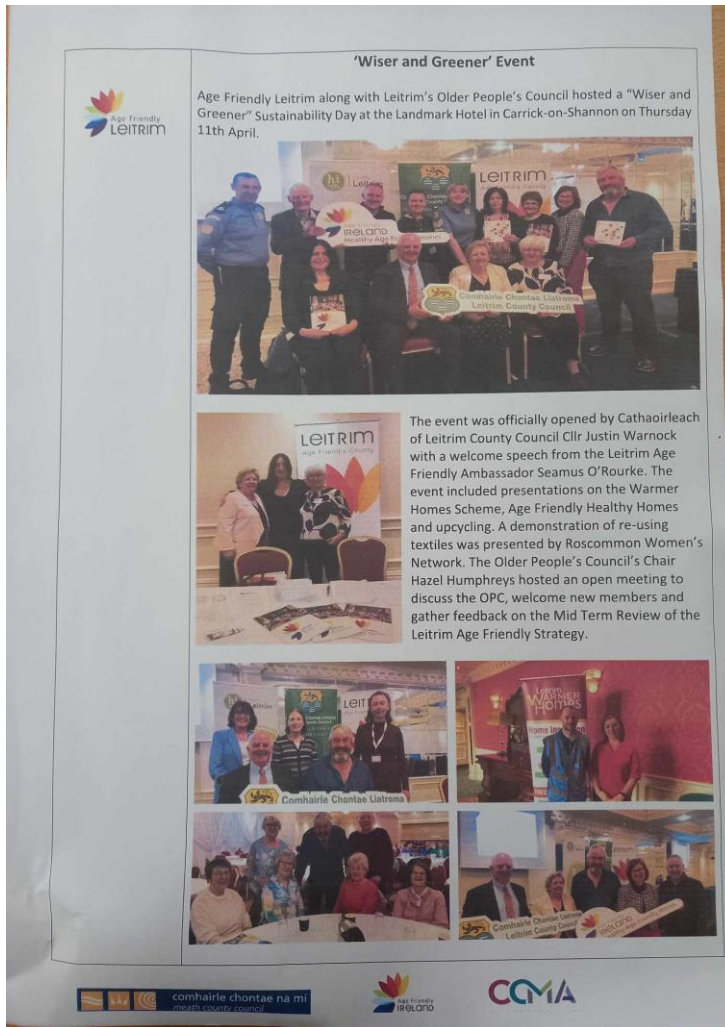 'Wiser and Greener' Event
Age Friendly
LEITRIM
Age Friendly Leitrim along with Leitrim's Older People's Council hosted a "Wiser and
Greener" Sustainability Day at the Landmark Hotel in Carrick-on-Shannon on Thursday
11th April.
hi
Leitrim
LEITRIM
Age Friendly County
IRELAND
Healthy Age
Comhairle Chontae Liatroma
Leitrim County Council
LEITRIM
Age Friendly County
The event was officially opened by Cathaoirleach
of Leitrim County Council Cllr Justin Warnock
with a welcome speech from the Leitrim Age
Friendly Ambassador Seamus O'Rourke. The
event included presentations on the Warmer
Homes Scheme, Age Friendly Healthy Homes
and upcycling. A demonstration of re-using
textiles was presented by Roscommon Women's
Network. The Older People's Council's Chair
Hazel Humphreys hosted an open meeting to
discuss the OPC, welcome new members and
gather feedback on the Mid Term Review of the
Leitrim Age Friendly Strategy.
Leitrim
LEIT
Comhairle Chontae Liatroma
Leitrim
WARMER
HOMES
Home
Comhairle Chontae Liatroma
Leitrim County Council
IRELAND
comhairle chontae na mí
meath county council
Age Friendly
IRELAND
CCMA